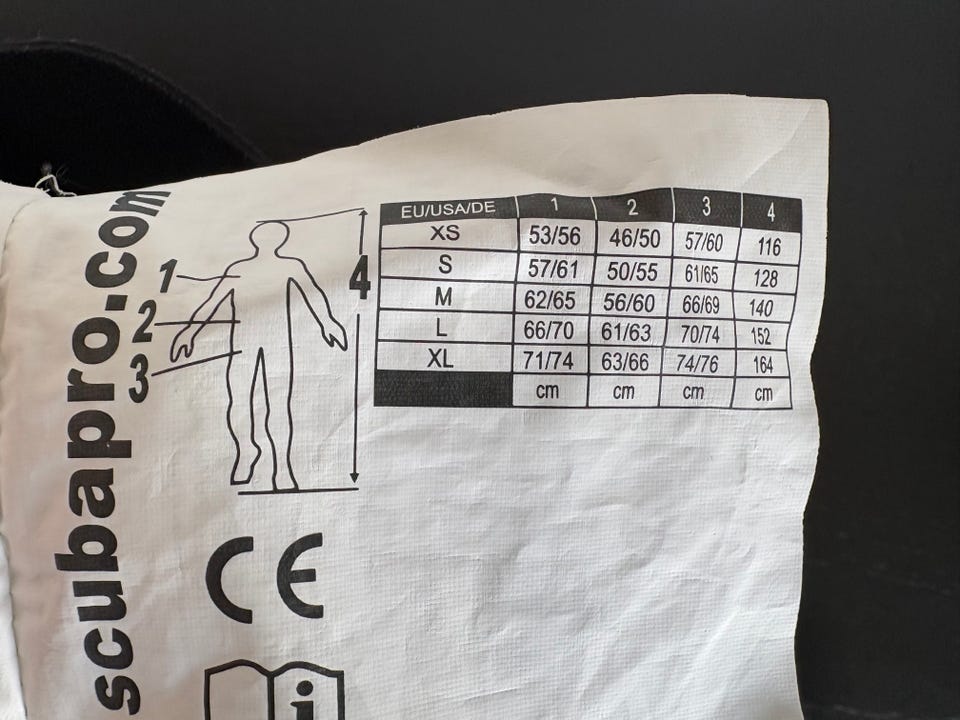 scubapro.com
1
2
3
4
EU/USA/DE 1 2 3 4
XS 53/56 46/50 57/60 116
S 57/61 50/55 61/65 128
M 62/65 56/60 66/69 140
L 66/70 61/63 70/74 152
XL 71/74 63/66 74/76 164
cm cm cm cm
CE
i